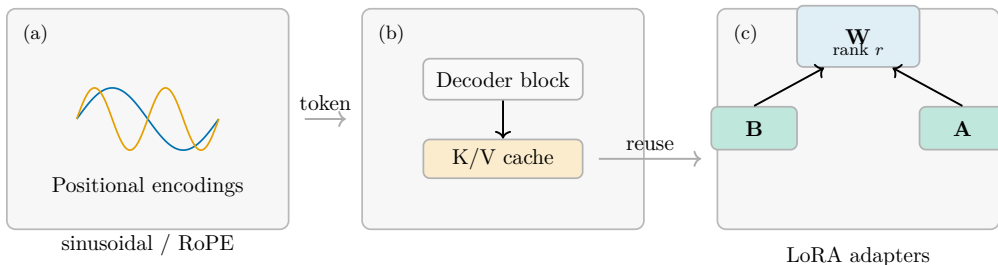 (a)
Positional encodings
sinusoidal / RoPE
token
(b)
Decoder block
K/V cache
reuse
(c)
W
rank r
B
A
LoRA adapters